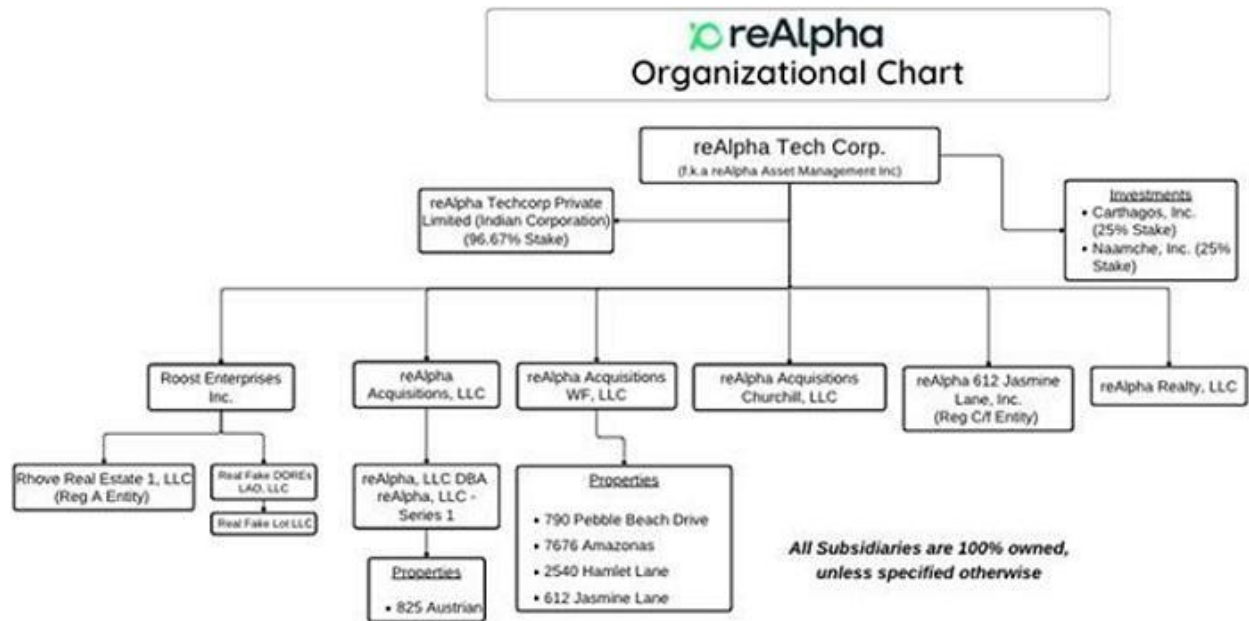 reAlpha
Organizational Chart
reAlpha Tech Corp.
(f.k.a reAlpha Asset Management Inc)
reAlpha Techcorp Private
Limited (Indian Corporation)
(96.67% Stake)
Investments
• Carthagos, Inc.
(25% Stake)
• Naamche, Inc. (25%
Stake)
Roost Enterprises
Inc.
reAlpha
Acquisitions, LLC
reAlpha Acquisitions
WF, LLC
reAlpha Acquisitions
Churchill, LLC
reAlpha 612 Jasmine
Lane, Inc.
(Reg C/f Entity)
reAlpha Realty, LLC
Rhove Real Estate 1, LLC
(Reg A Entity)
Real Fake DOREs
LAO, LLC
Real Fake Lot LLC
reAlpha, LLC DBA
reAlpha, LLC -
Series 1
Properties
• 825 Austrian
Properties
• 790 Pebble Beach Drive
• 7676 Amazonas
• 2540 Hamlet Lane
• 612 Jasmine Lane
All Subsidiaries are 100% owned,
unless specified otherwise